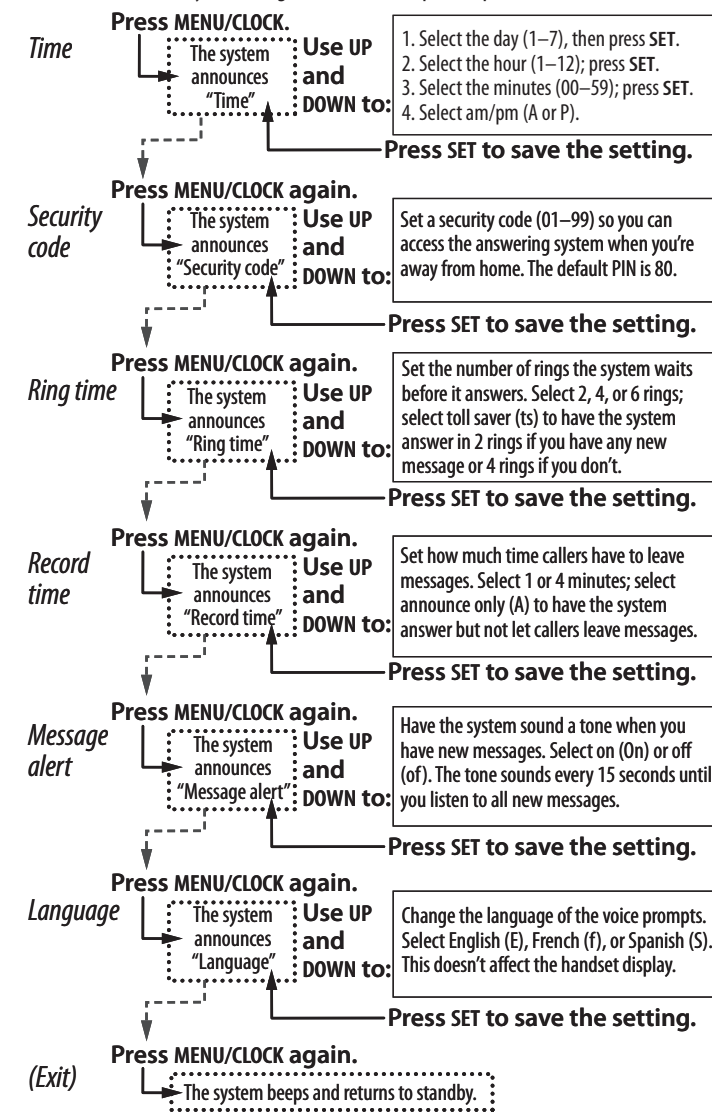 Press MENU/CLOCK.
Time
The system
announces
“Time”
Use UP
and
DOWN to:
1. Select the day (1–7), then press SET.
2. Select the hour (1–12); press SET.
3. Select the minutes (00–59); press SET.
4. Select am/pm (A or P).
Press SET to save the setting.
Press MENU/CLOCK again.
Security
code
The system
announces
“Security code”
Use UP
and
DOWN to:
Set a security code (01–99) so you can
access the answering system when you’re
away from home. The default PIN is 80.
Press SET to save the setting.
Press MENU/CLOCK again.
Ring time
The system
announces
“Ring time”
Use UP
and
DOWN to:
Set the number of rings the system waits
before it answers. Select 2, 4, or 6 rings;
select toll saver (ts) to have the system
answer in 2 rings if you have any new
message or 4 rings if you don’t.
Press SET to save the setting.
Press MENU/CLOCK again.
Record
time
The system
announces
“Record time”
Use UP
and
DOWN to:
Set how much time callers have to leave
messages. Select 1 or 4 minutes; select
announce only (A) to have the system
answer but not let callers leave messages.
Press SET to save the setting.
Press MENU/CLOCK again.
Message
alert
The system
announces
“Message alert”
Use UP
and
DOWN to:
Have the system sound a tone when you
have new messages. Select on (On) or off
(of). The tone sounds every 15 seconds until
you listen to all new messages.
Press SET to save the setting.
Press MENU/CLOCK again.
Language
The system
announces
“Language”
Use UP
and
DOWN to:
Change the language of the voice prompts.
Select English (E), French (f), or Spanish (S).
This doesn’t affect the handset display.
Press SET to save the setting.
Press MENU/CLOCK again.
(Exit)
The system beeps and returns to standby.